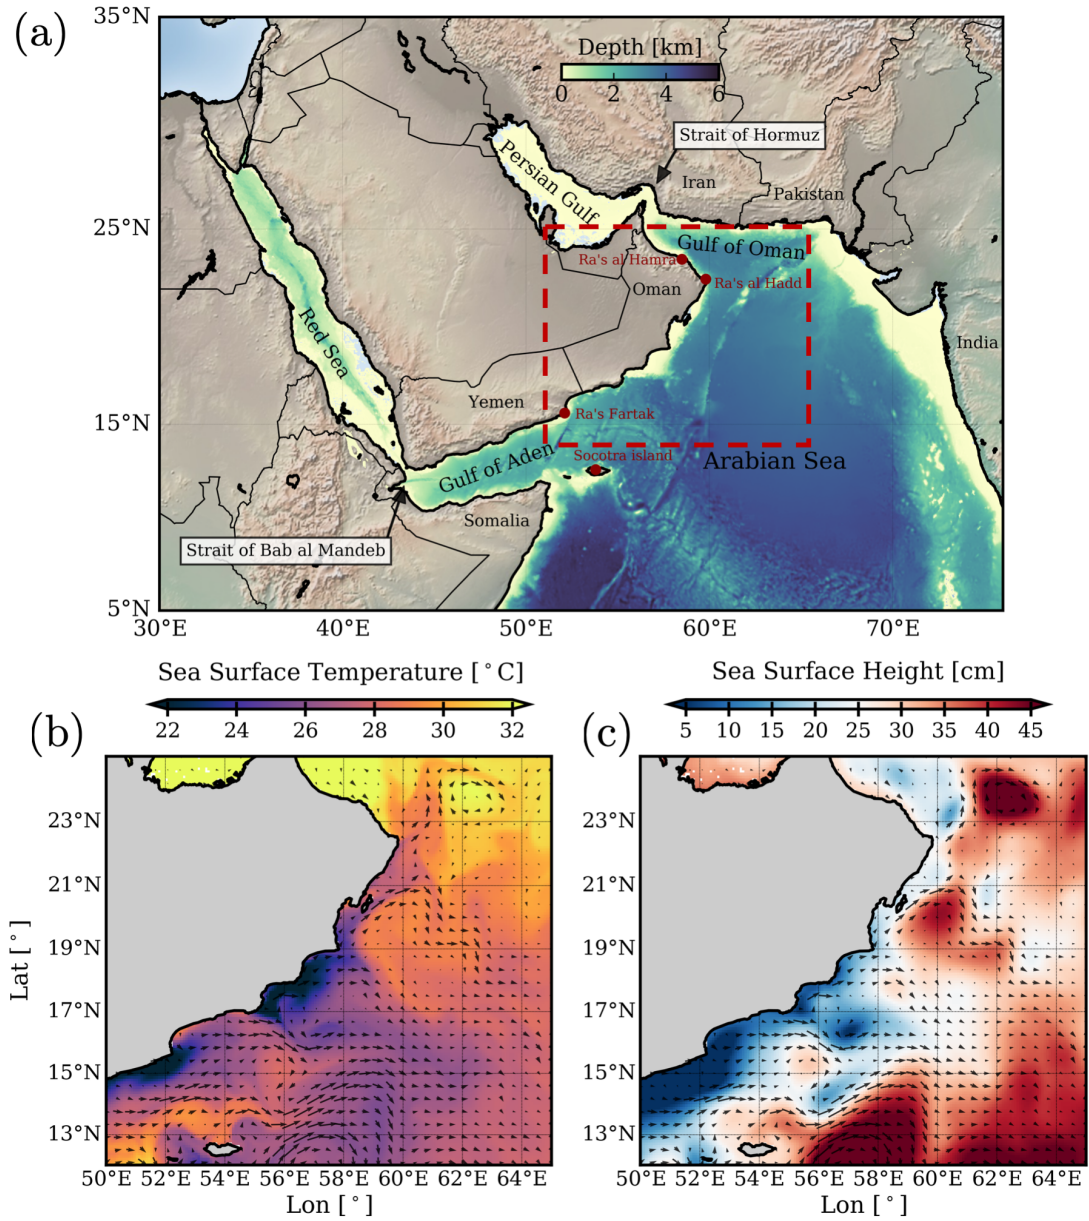 (a)
35°N
25°N
15°N
5°N
30°E
40°E
50°E
60°E
70°E
Depth [km]
0
2
4
6
Strait of Hormuz
Persian Gulf
Iran
Pakistan
Gulf of Oman
Ra's al Hamra
Ra's al Hadd
Oman
Red Sea
India
Yemen
Ra's Fartak
Gulf of Aden
Socotra island
Arabian Sea
Somalia
Strait of Bab al Mandeb
(b)
Sea Surface Temperature [°C]
22 24 26 28 30 32
23°N
21°N
19°N
17°N
15°N
13°N
Lat [°]
50°E 52°E 54°E 56°E 58°E 60°E 62°E 64°E
Lon [°]
(c)
Sea Surface Height [cm]
5 10 15 20 25 30 35 40 45
23°N
21°N
19°N
17°N
15°N
13°N
50°E 52°E 54°E 56°E 58°E 60°E 62°E 64°E
Lon [°]